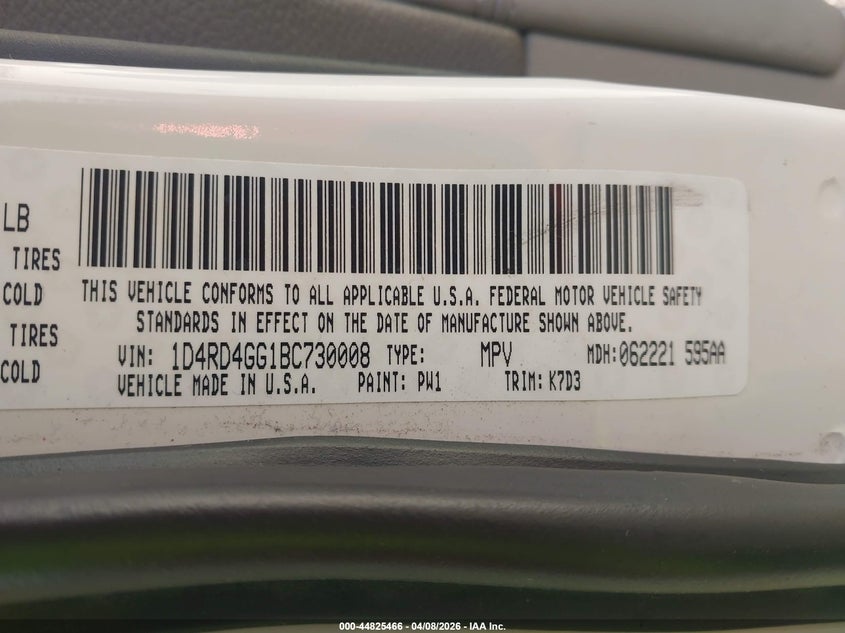 LB
TIRES
COLD
TIRES
COLD
THIS VEHICLE CONFORMS TO ALL APPLICABLE U.S.A. FEDERAL MOTOR VEHICLE SAFETY
STANDARDS IN EFFECT ON THE DATE OF MANUFACTURE SHOWN ABOVE.
VIN: 1D4RD4GG1BC730008 TYPE: MPV MDH:062221 595AA
VEHICLE MADE IN U.S.A. PAINT: PW1 TRIM: K7D3
000-44825466 - 04/08/2026 - IAA Inc.